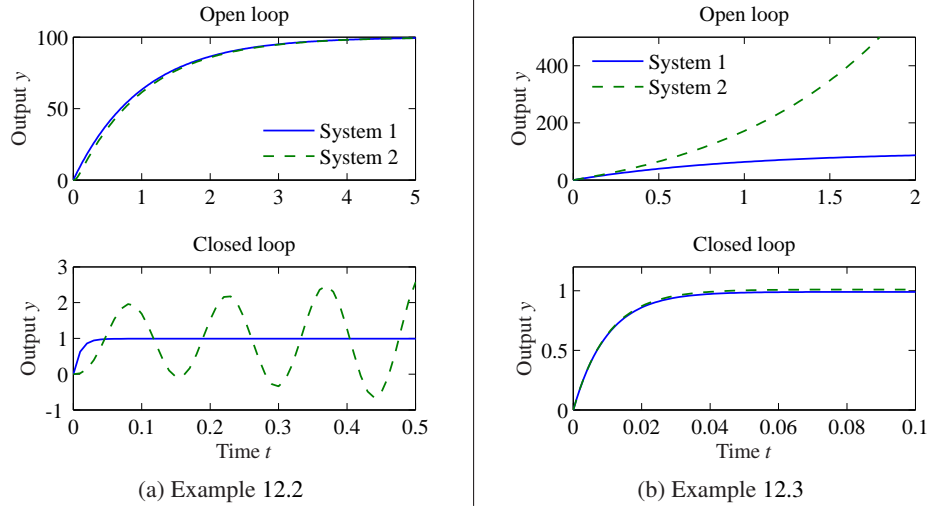 Open loop
100
50
0
Output y
System 1
System 2
0 1 2 3 4 5
Closed loop
3
2
1
0
-1
Output y
0 0.1 0.2 0.3 0.4 0.5
Time t
(a) Example 12.2
Open loop
400
200
0
Output y
System 1
System 2
0 0.5 1 1.5 2
Closed loop
1
0.5
0
Output y
0 0.02 0.04 0.06 0.08 0.1
Time t
(b) Example 12.3